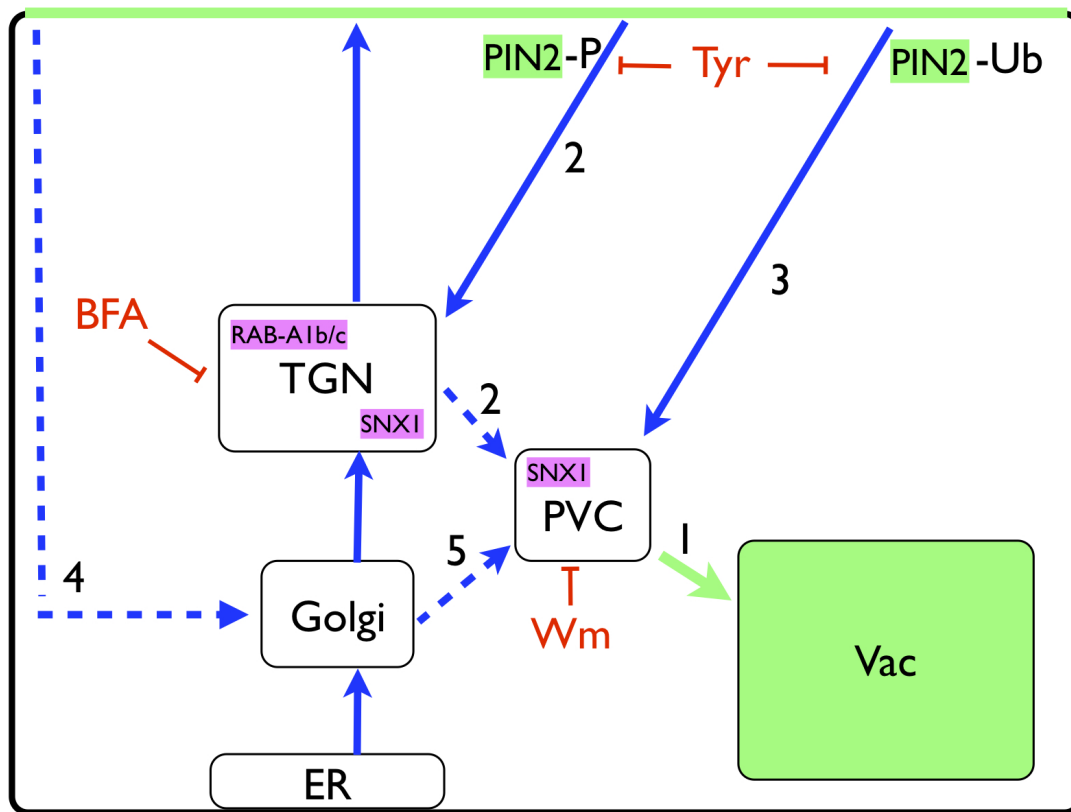 PIN2-P
Tyr
PIN2-Ub
2
3
BFA
RAB-A1b/c
TGN
SNX1
2
SNX1
PVC
1
5
4
Golgi
Wm
Vac
ER